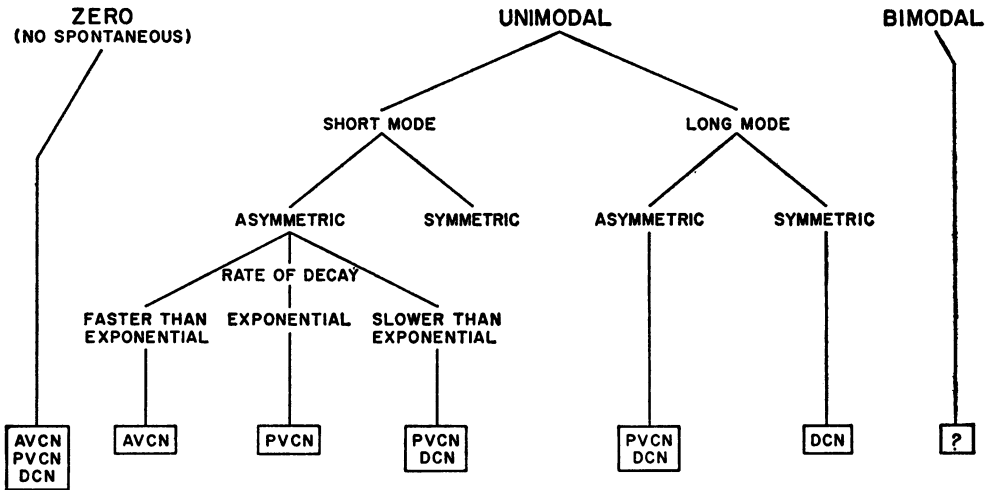 ZERO
(NO SPONTANEOUS)
UNIMODAL
BIMODAL
SHORT MODE
LONG MODE
ASYMMETRIC
SYMMETRIC
ASYMMETRIC
SYMMETRIC
RATE OF DECAY
FASTER THAN
EXPONENTIAL
EXPONENTIAL
SLOWER THAN
EXPONENTIAL
AVCN
PVCN
DCN
AVCN
PVCN
PVCN
DCN
PVCN
DCN
DCN
?